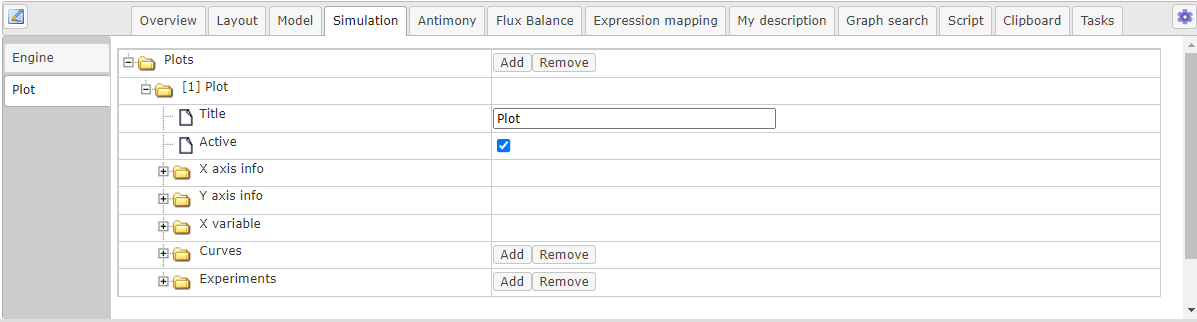 Overview Layout Model Simulation Antimony Flux Balance Expression mapping My description Graph search Script Clipboard Tasks
Engine
Plot
Plots Add Remove
[1] Plot
Title Plot
Active
X axis info
Y axis info
X variable
Curves Add Remove
Experiments Add Remove